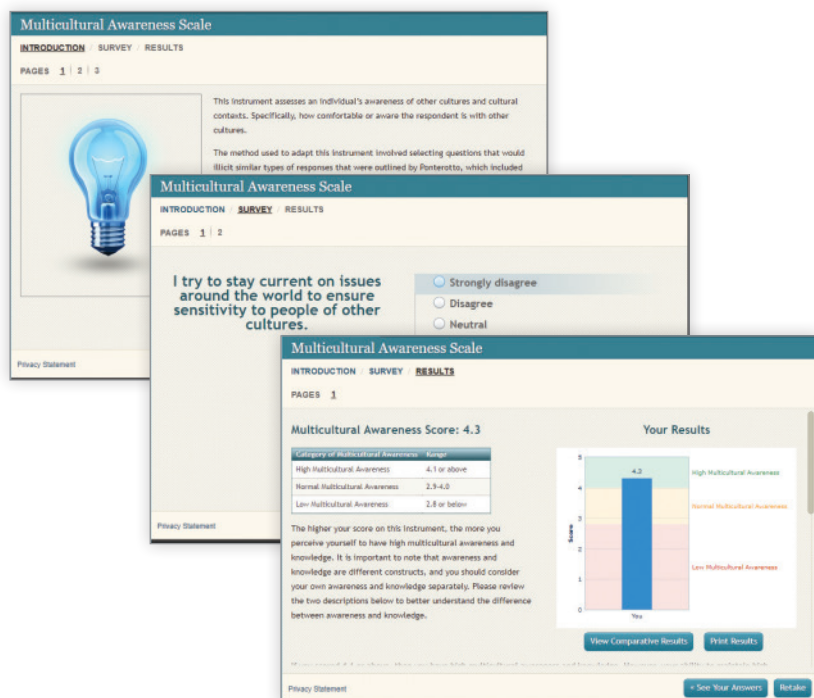 Multicultural Awareness Scale
INTRODUCTION / SURVEY / RESULTS
PAGES 1 | 2 | 3
This instrument assesses an individual's awareness of other cultures and cultural
contexts. Specifically, how comfortable or aware the respondent is with other
cultures.
The method used to adapt this instrument involved selecting questions that would
illicit similar types of responses that were outlined by Ponterotto, which included
Privacy Statement
Multicultural Awareness Scale
INTRODUCTION / SURVEY / RESULTS
PAGES 1 | 2
I try to stay current on issues
around the world to ensure
sensitivity to people of other
cultures.
Strongly disagree
Disagree
Neutral
Privacy Statement
Multicultural Awareness Scale
INTRODUCTION / SURVEY / RESULTS
PAGES 1
Multicultural Awareness Score: 4.3
Category of Multicultural Awareness Range
High Multicultural Awareness 4.1 or above
Normal Multicultural Awareness 2.9-4.0
Low Multicultural Awareness 2.8 or below
The higher your score on this instrument, the more you
perceive yourself to have high multicultural awareness and
knowledge. It is important to note that awareness and
knowledge are different constructs, and you should consider
your own awareness and knowledge separately. Please review
the two descriptions below to better understand the difference
between awareness and knowledge.
Your Results
5
4
3
2
1
0
Score
4.3
You
High Multicultural Awareness
Normal Multicultural Awareness
Low Multicultural Awareness
View Comparative Results
Print Results
Privacy Statement
+ See Your Answers
Retake